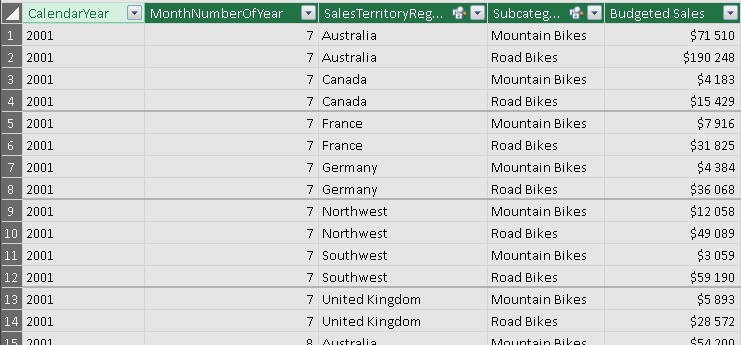 CalendarYear MonthNumberOfYear SalesTerritoryReg... Subcateg... Budgeted Sales
1 2001 7 Australia Mountain Bikes $71 510
2 2001 7 Australia Road Bikes $190 248
3 2001 7 Canada Mountain Bikes $4 183
4 2001 7 Canada Road Bikes $15 429
5 2001 7 France Mountain Bikes $7 916
6 2001 7 France Road Bikes $31 825
7 2001 7 Germany Mountain Bikes $4 384
8 2001 7 Germany Road Bikes $36 068
9 2001 7 Northwest Mountain Bikes $12 058
10 2001 7 Northwest Road Bikes $49 089
11 2001 7 Southwest Mountain Bikes $3 059
12 2001 7 Southwest Road Bikes $59 190
13 2001 7 United Kingdom Mountain Bikes $5 893
14 2001 7 United Kingdom Road Bikes $28 572
15 2001 8 Australia Mountain Bikes $54 200